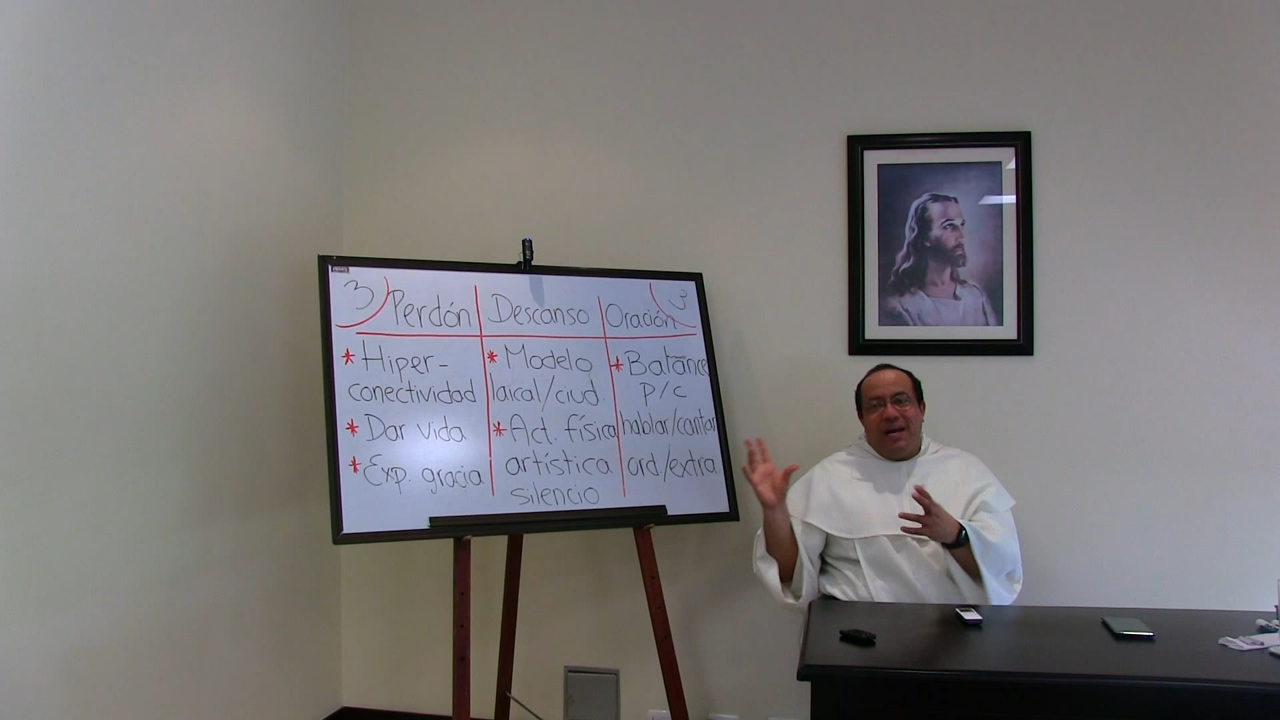 3) Perdón Descanso Oración 3
* Hiper-
conectividad
* Dar vida
* Exp. gracia
* Modelo
laical/ciud.
* Act. física
artística
silencio
* Balance
p/c
hablar/cantar
ord/extra